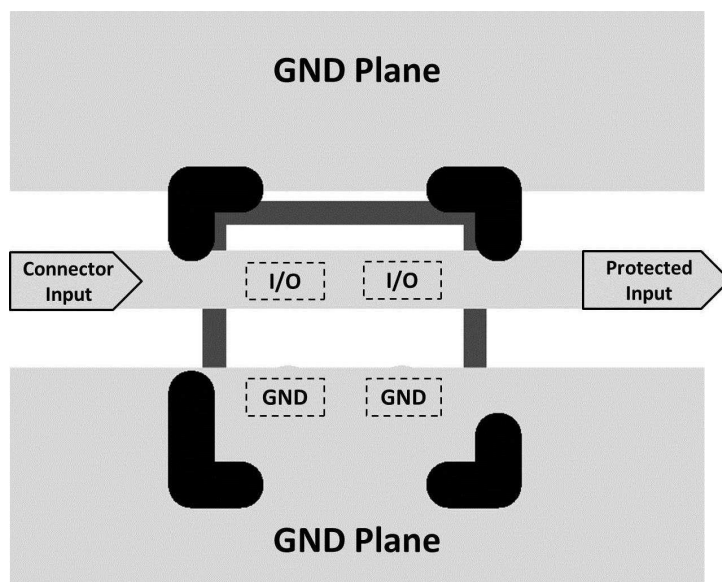 GND Plane
Connector
Input
I/O
I/O
Protected
Input
GND
GND
GND Plane